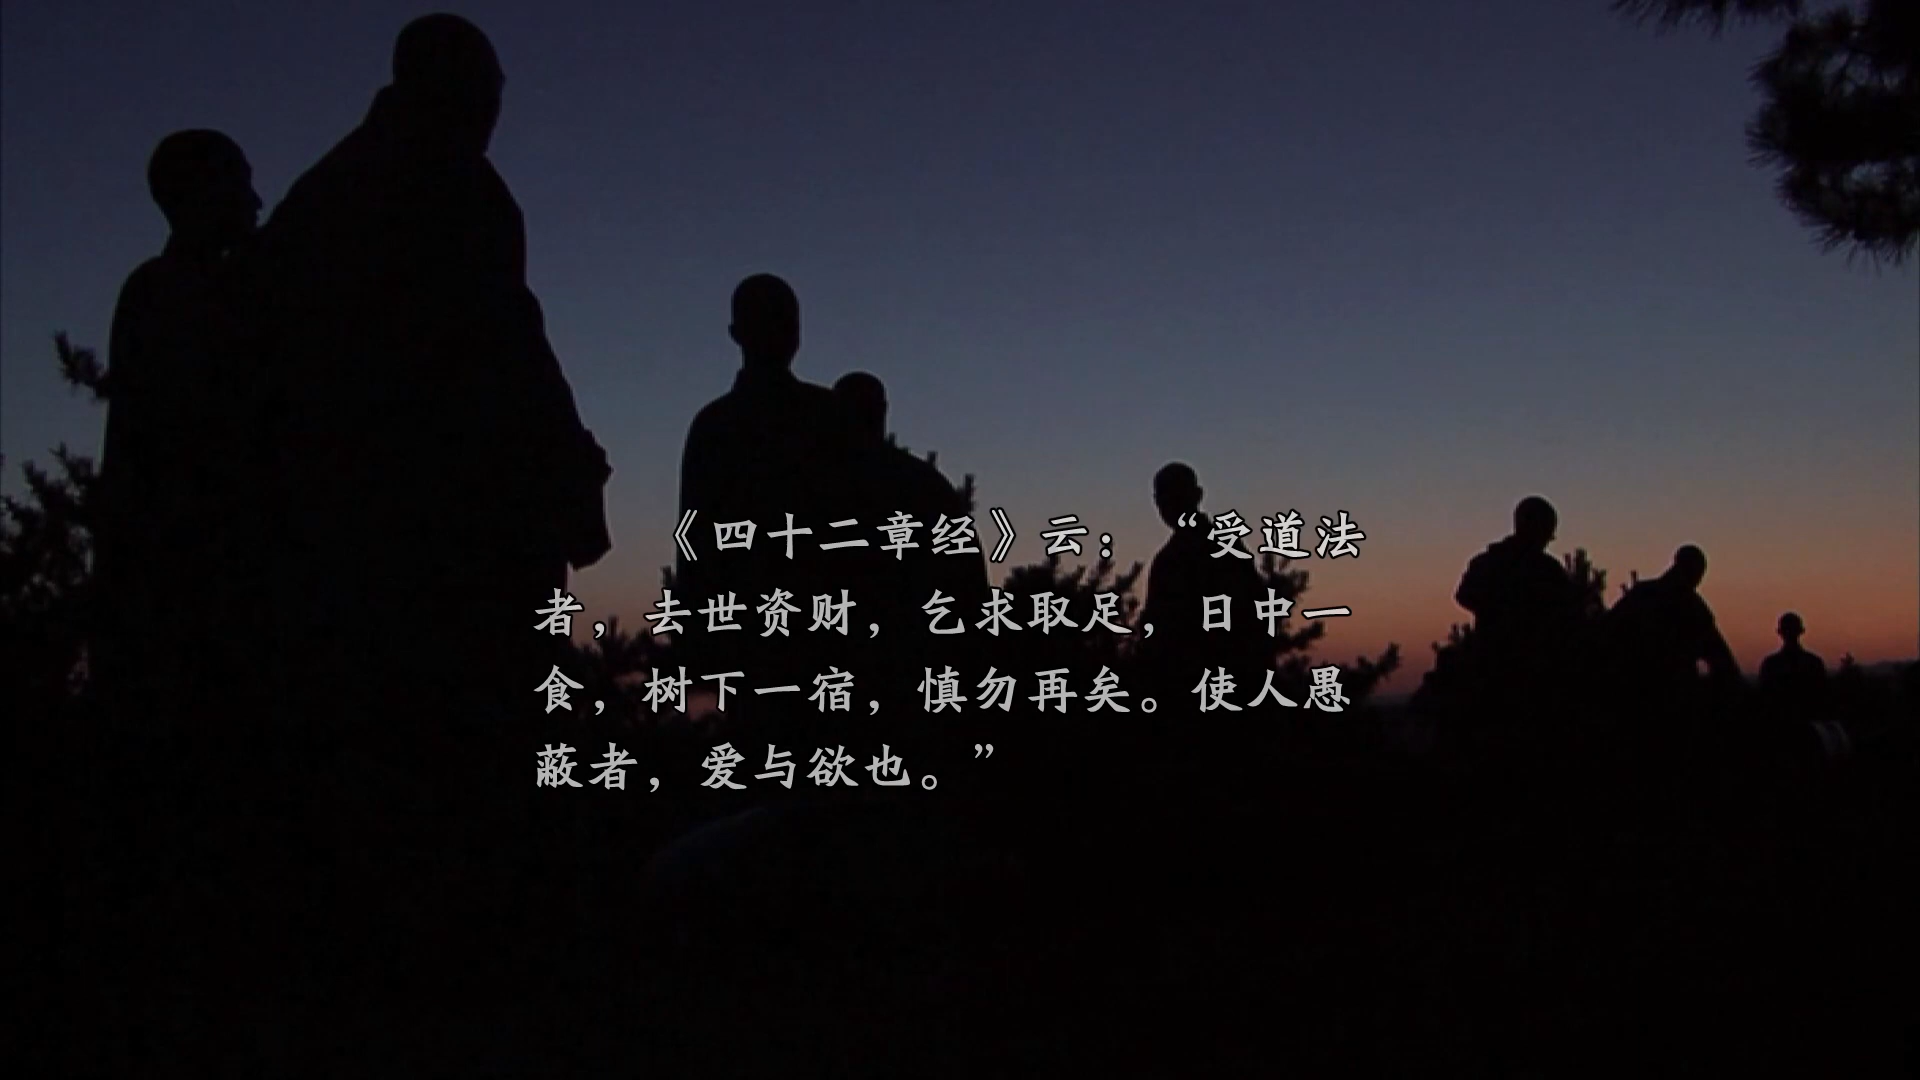 《四十二章经》云：“受道法
者，去世资财，乞求取足，日中一
食，树下一宿，慎勿再矣。使人愚
蔽者，爱与欲也。”